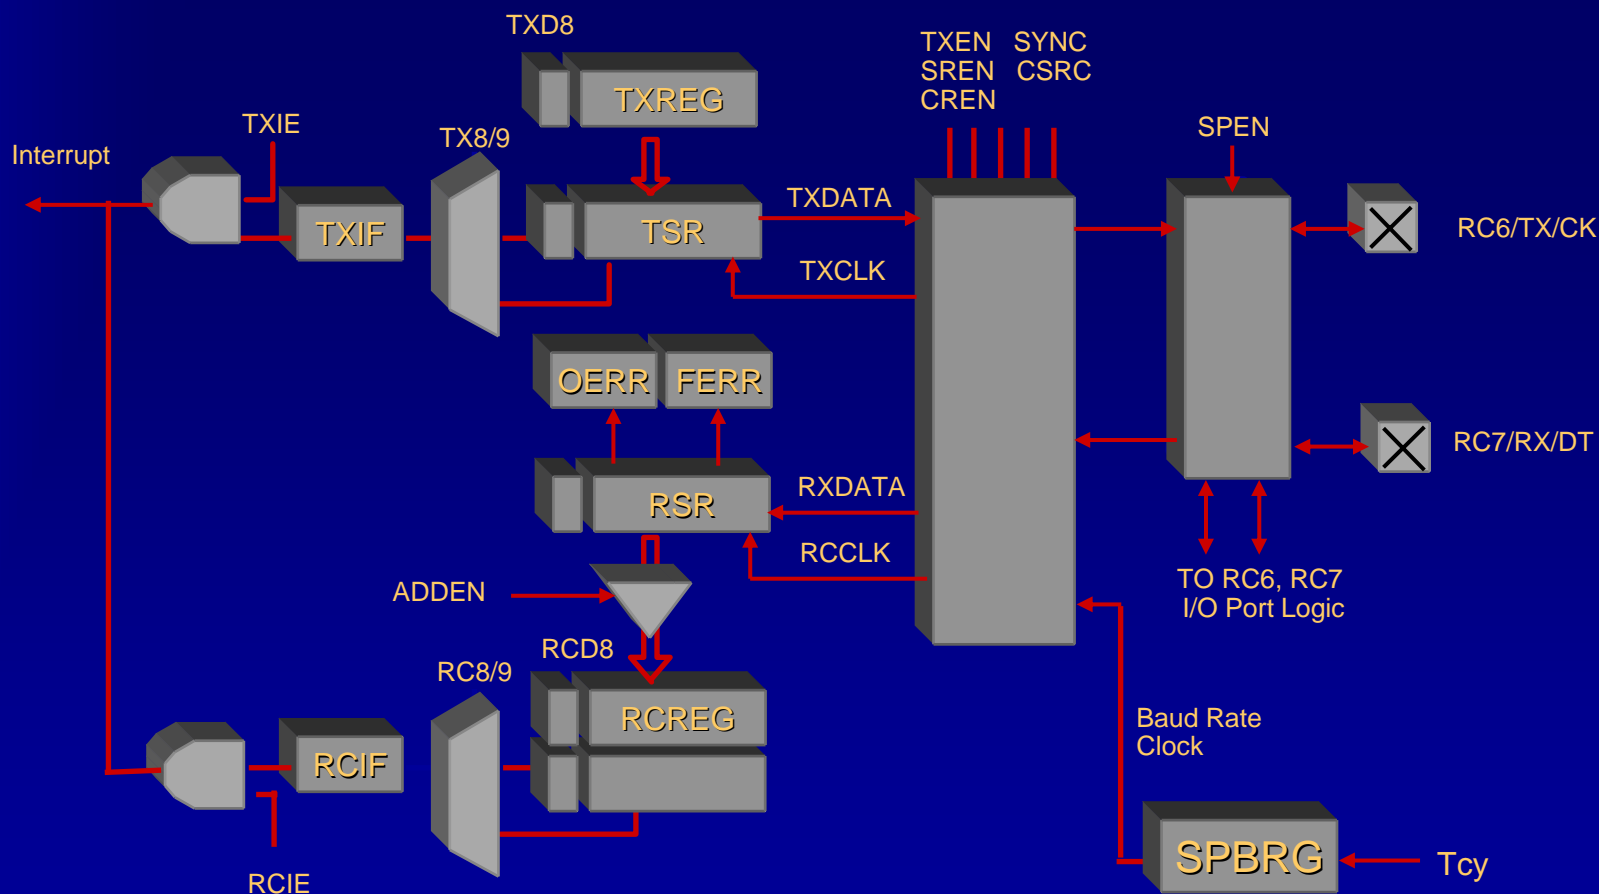 TXD8
TXEN SYNC
SREN CSRC
CREN
TXREG
TXIE
TX8/9
SPEN
Interrupt
TXDATA
TXIF
TSR
RC6/TX/CK
TXCLK
OERR
FERR
RC7/RX/DT
RXDATA
RSR
RCCLK
ADDEN
TO RC6, RC7
I/O Port Logic
RCD8
RC8/9
RCREG
Baud Rate
Clock
RCIF
SPBRG
Tcy
RCIE